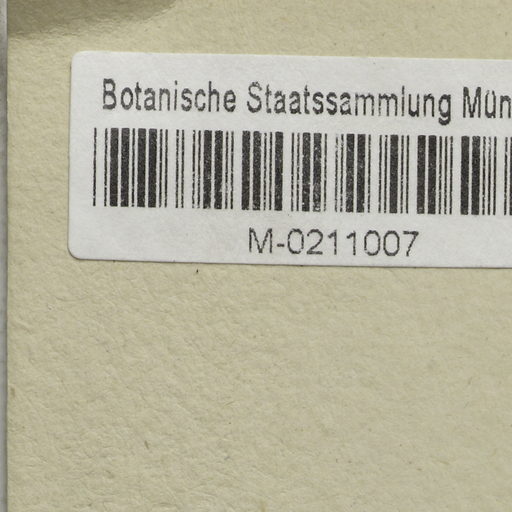 Botanische Staatssammlung Mün
M-0211007